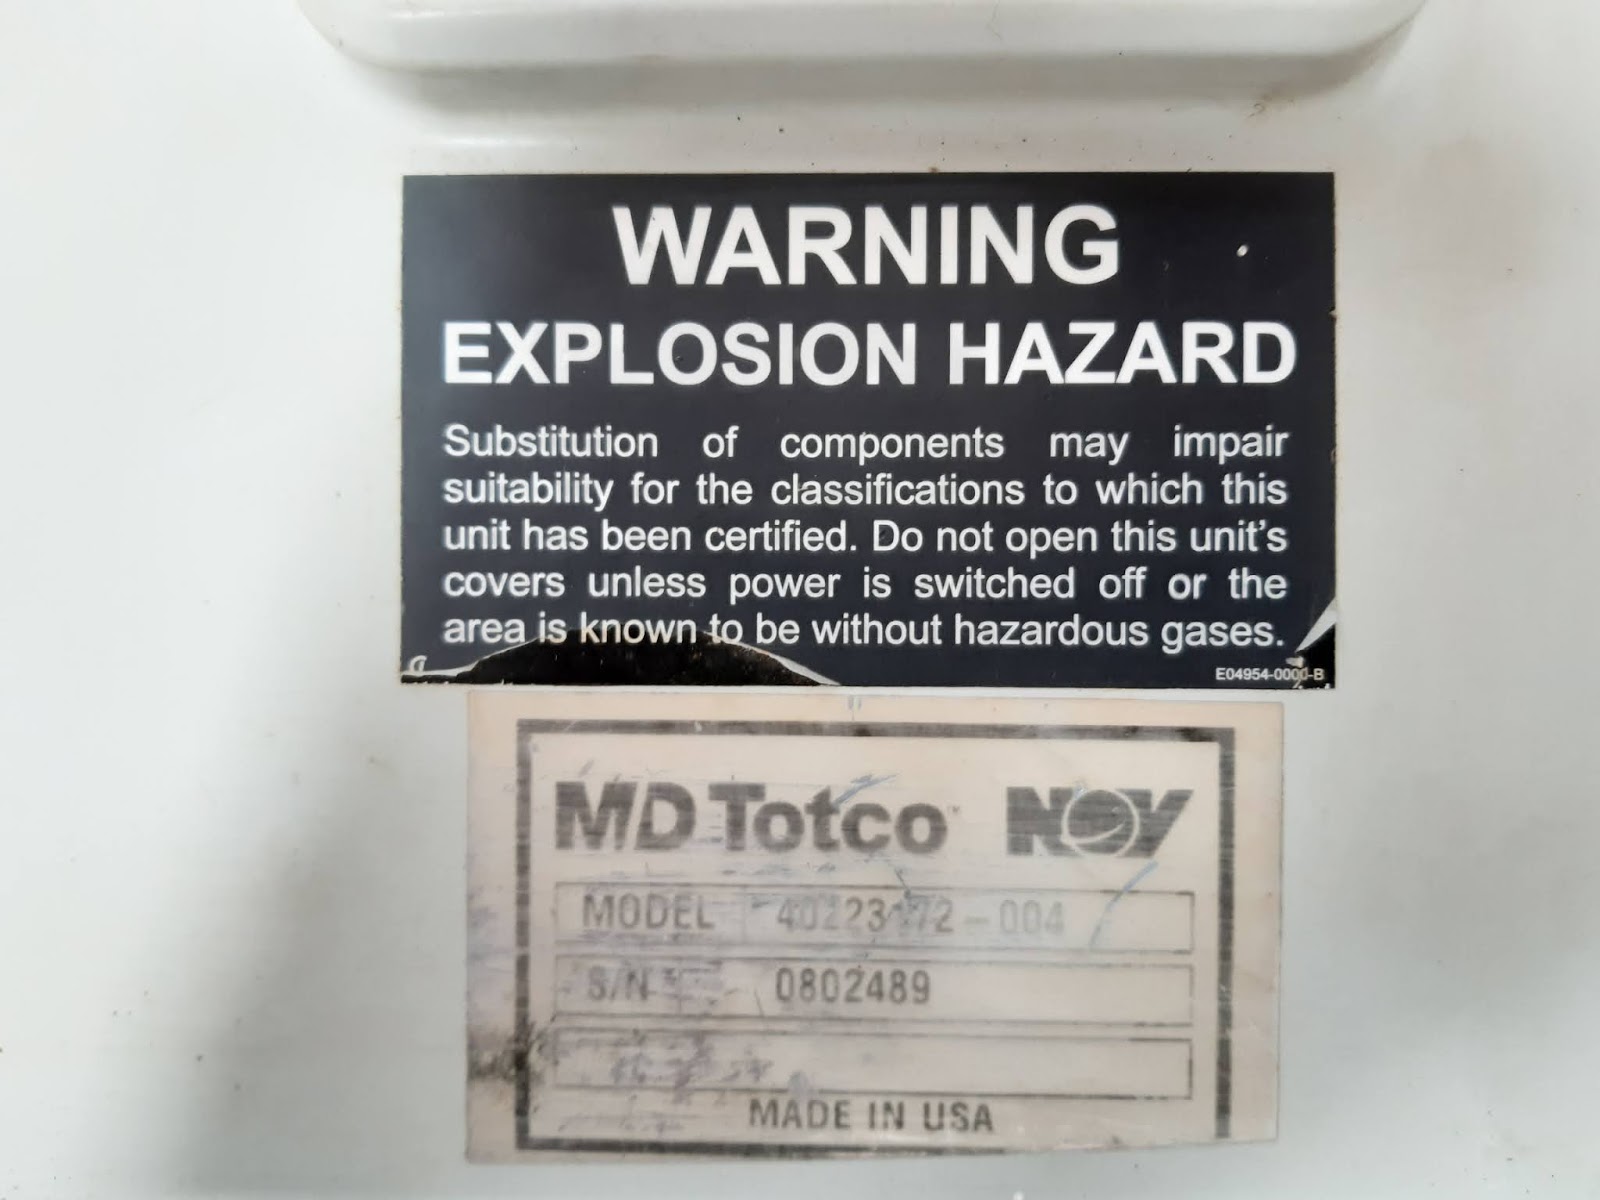 WARNING
EXPLOSION HAZARD
Substitution of components may impair
suitability for the classifications to which this
unit has been certified. Do not open this unit's
covers unless power is switched off or the
area is known to be without hazardous gases.
E04954-0000-B
MD Totco™ NOV
MODEL
S/N 0802489
MADE IN USA